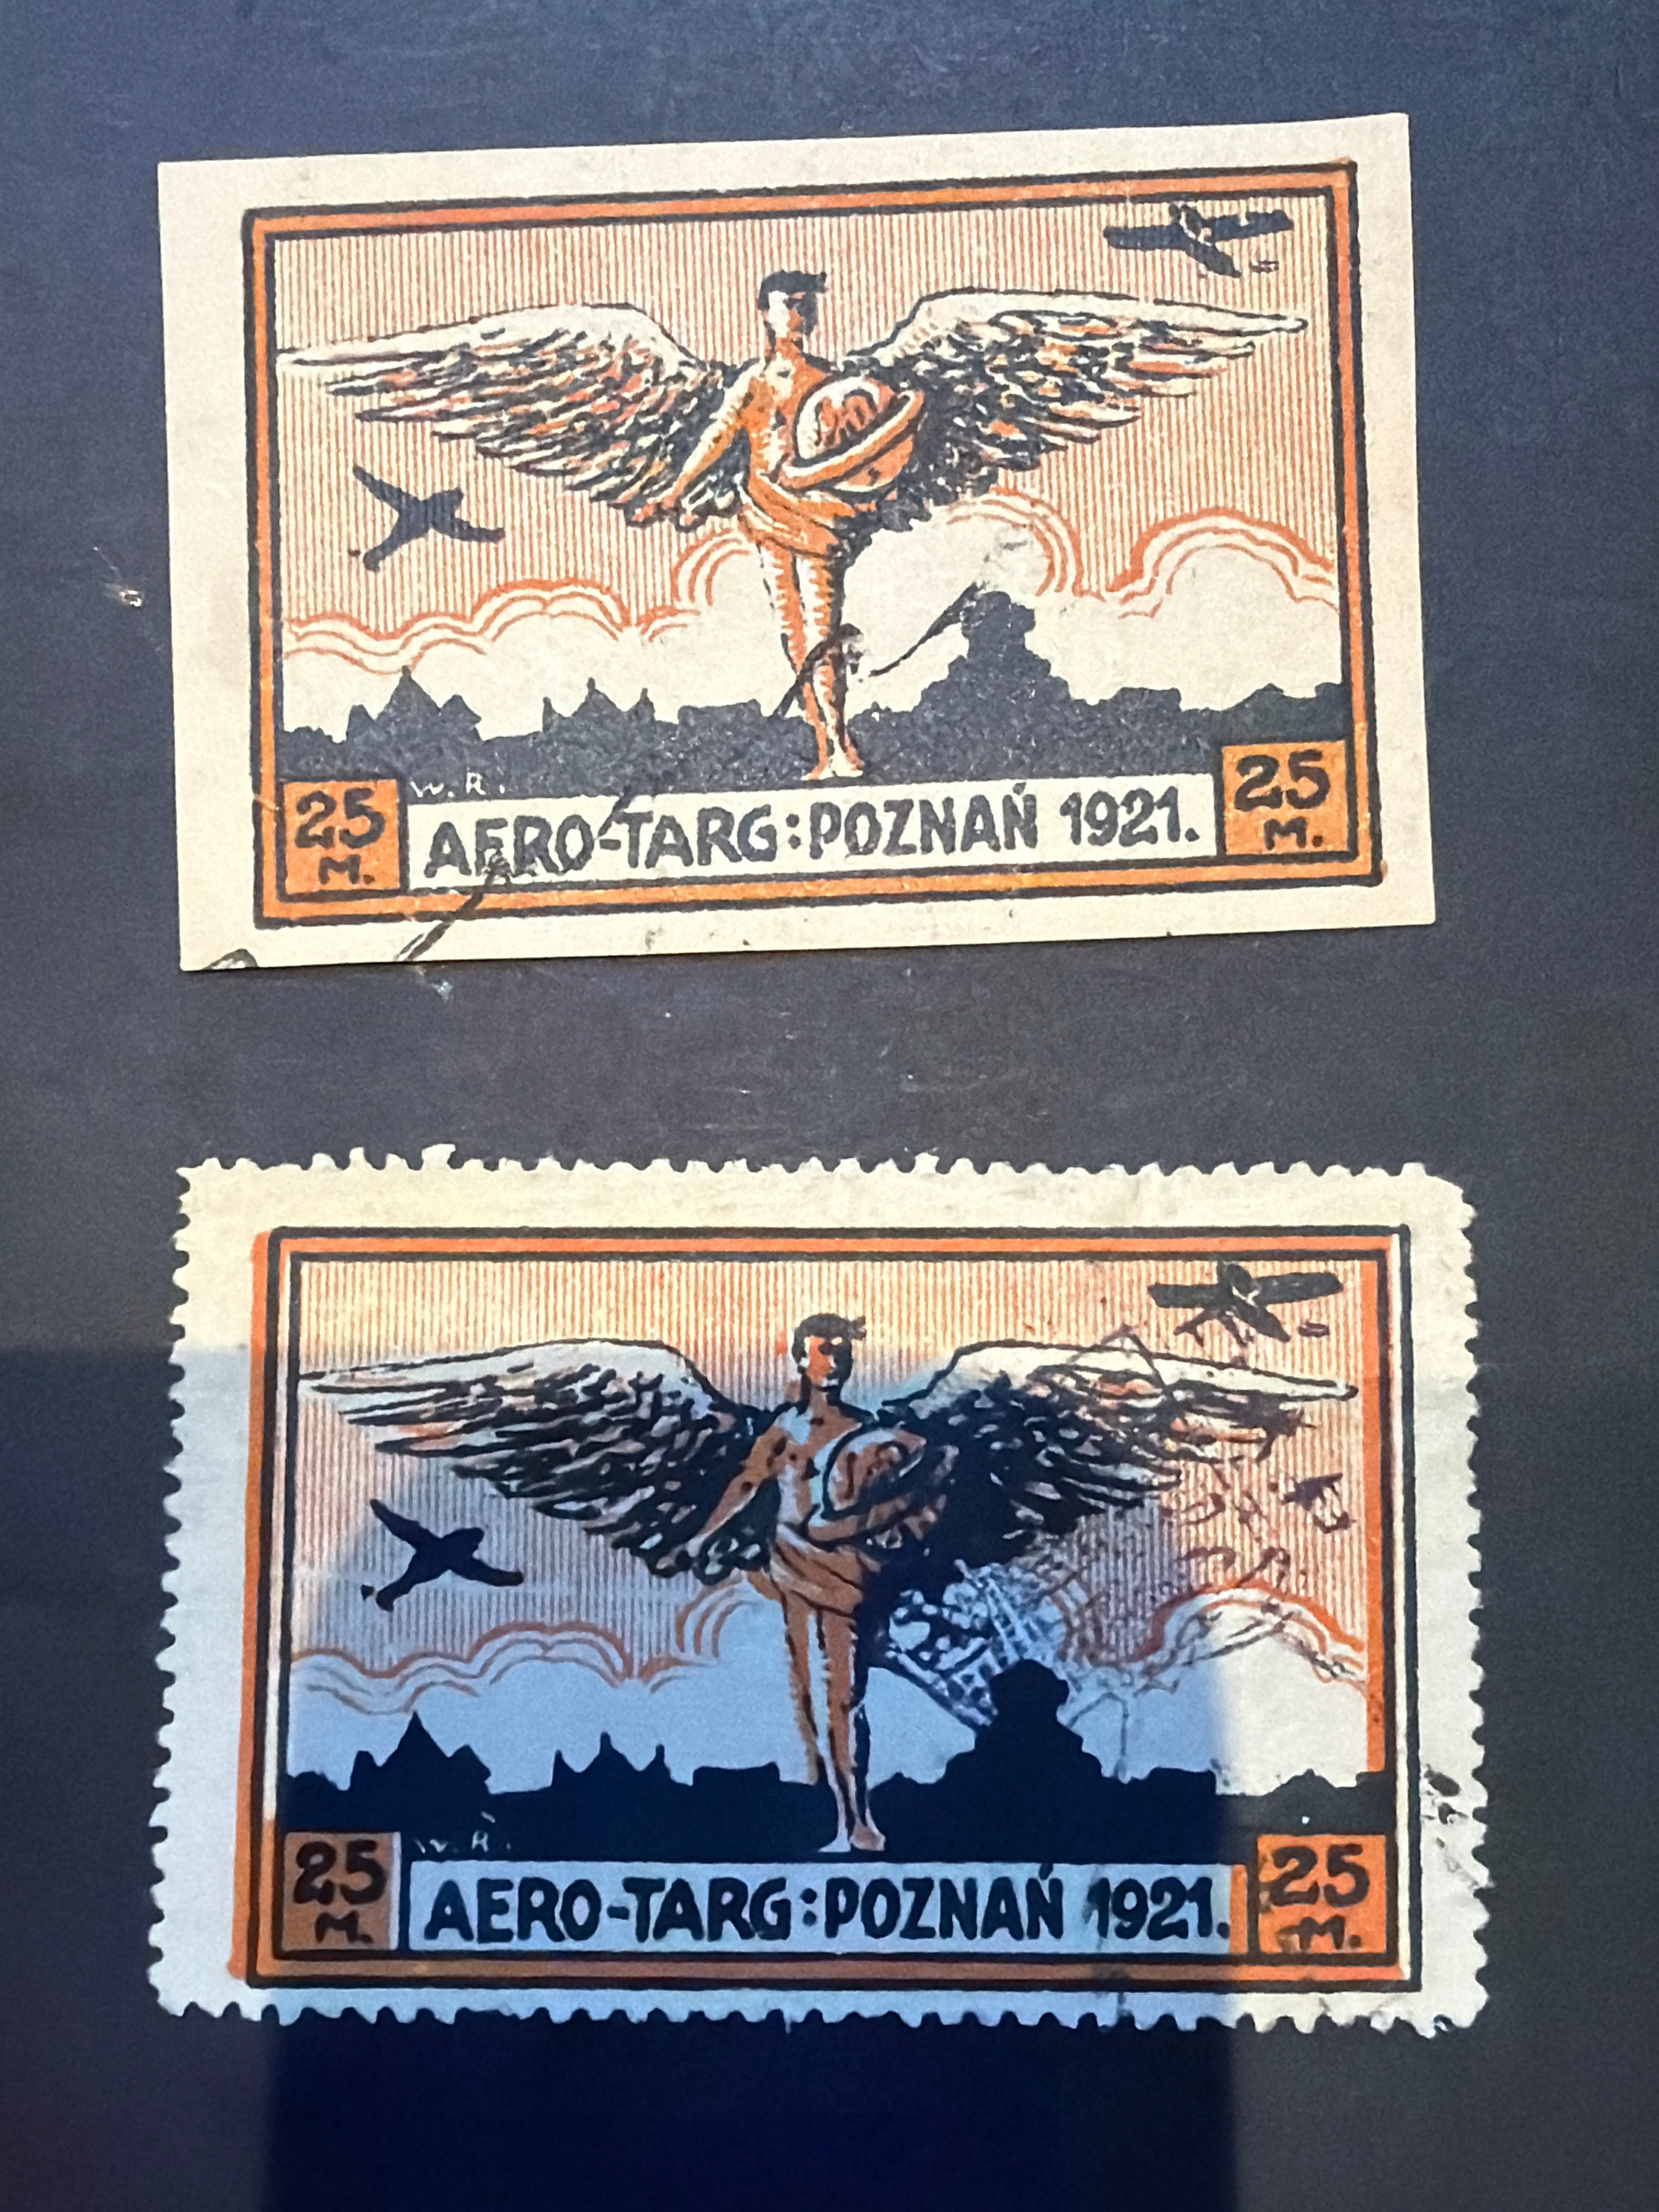 W. R.
25 M.
AERO-TARG: POZNAŃ 1921.
25 M.
W. R.
25 M.
AERO-TARG: POZNAŃ 1921.
25 M.